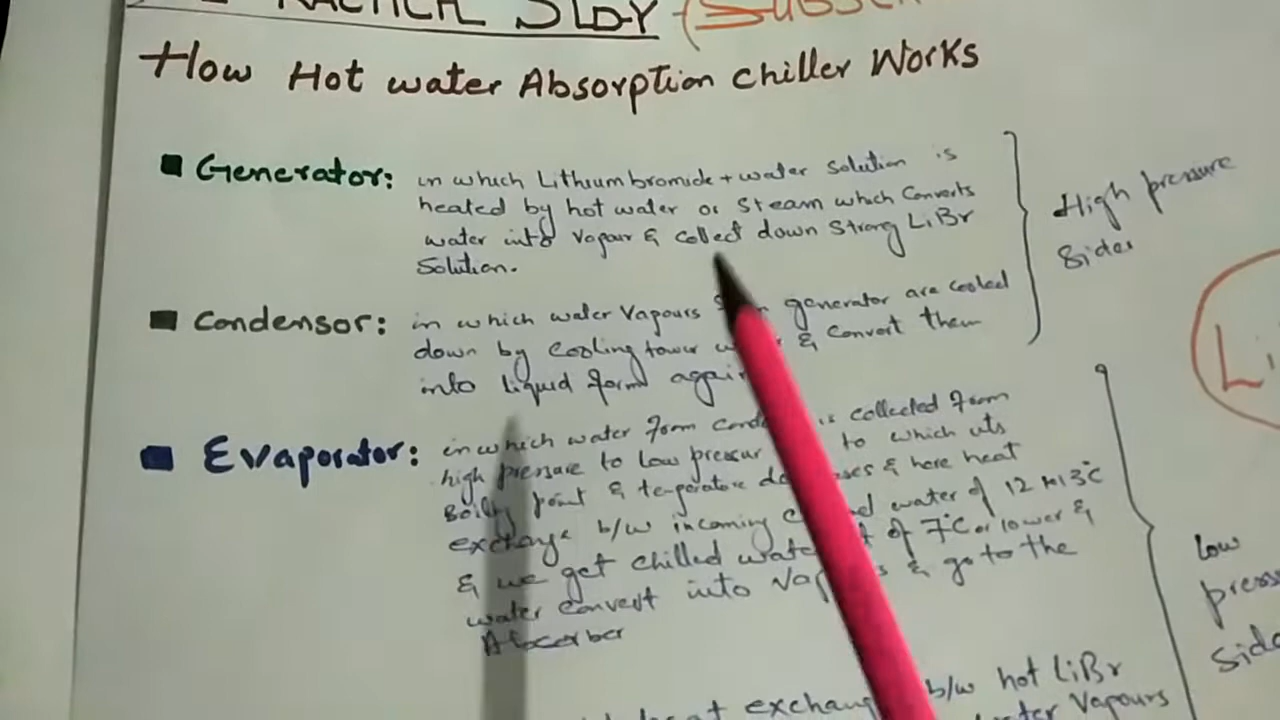 How Hot water Absorption Chiller Works
Generator: in which Lithium bromide + water solution is
heated by hot water or Steam which Converts
water into vapour & collect down Strong LiBr
Solution.
High pressure
Sides
Condensor: in which water Vapours generator are cooled
down by cooling tower & convert them
into liquid form again
Evaporator: in which water from is collected from
high pressure to low pressur to which its
Boiling point & temperature & here heat
exchange b/w incoming water of 12 to 13°C
& we get chilled water of 7°C or lower &
water convert into & go to the
Absorber
Low
Side
exchang b/w hot LiBr
Vapours